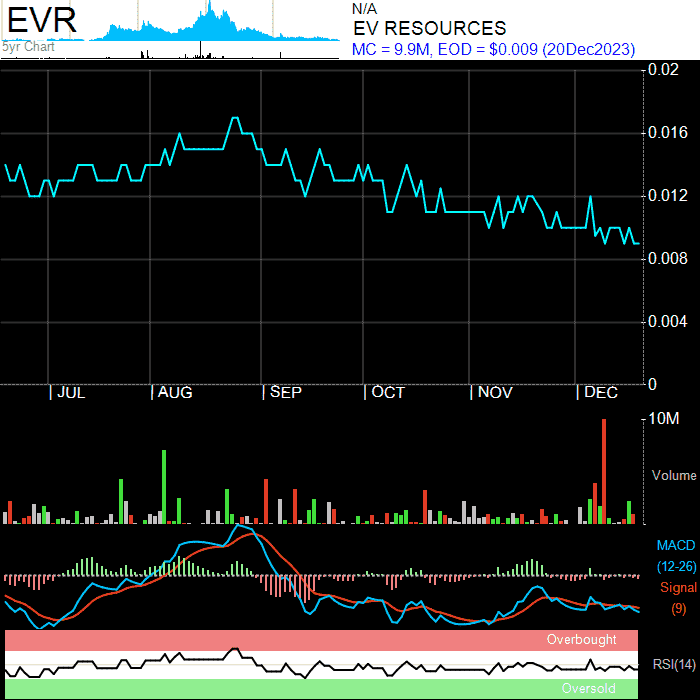 EVR
5yr Chart
N/A
EV RESOURCES
MC = 9.9M, EOD = $0.009 (20Dec2023)
0.02
0.016
0.012
0.008
0.004
0
| JUL | AUG | SEP | OCT | NOV | DEC
10M
Volume
MACD
(12-26)
Signal
(9)
Overbought
RSI(14)
Oversold